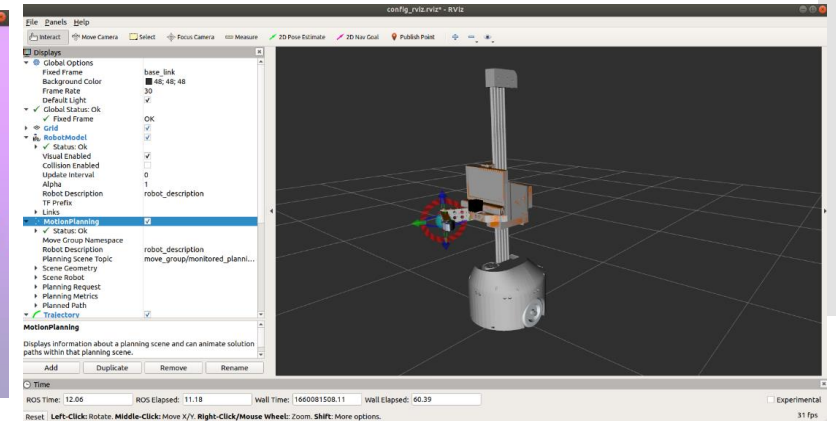 config_rviz.rviz* - RViz
File Panels Help
Interact Move Camera Select Focus Camera Measure 2D Pose Estimate 2D Nav Goal Publish Point
Displays
Global Options
Fixed Frame base_link
Background Color 48; 48; 48
Frame Rate 30
Default Light
Global Status: Ok
Fixed Frame OK
Grid
RobotModel
Status: Ok
Visual Enabled
Collision Enabled
Update Interval 0
Alpha 1
Robot Description robot_description
TF Prefix
Links
MotionPlanning
Status: Ok
Move Group Namespace
Robot Description robot_description
Planning Scene Topic move_group/monitored_planni...
Scene Geometry
Scene Robot
Planning Request
Planning Metrics
Planned Path
Trajectory
MotionPlanning
Displays information about a planning scene and can animate solution
paths within that planning scene.
Add Duplicate Remove Rename
Time
ROS Time: 12.06 ROS Elapsed: 11.18 Wall Time: 1660081508.11 Wall Elapsed: 60.39 Experimental
Reset Left-Click: Rotate. Middle-Click: Move X/Y. Right-Click/Mouse Wheel: Zoom. Shift: More options. 31 fps